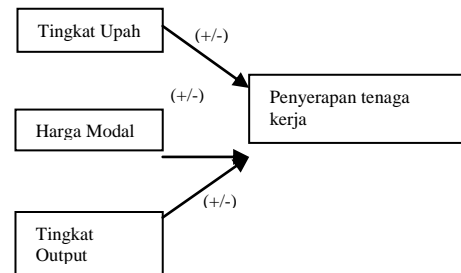 Tingkat Upah
(+/-)
(+/-)
Penyerapan tenaga
kerja
Harga Modal
(+/-)
Tingkat
Output